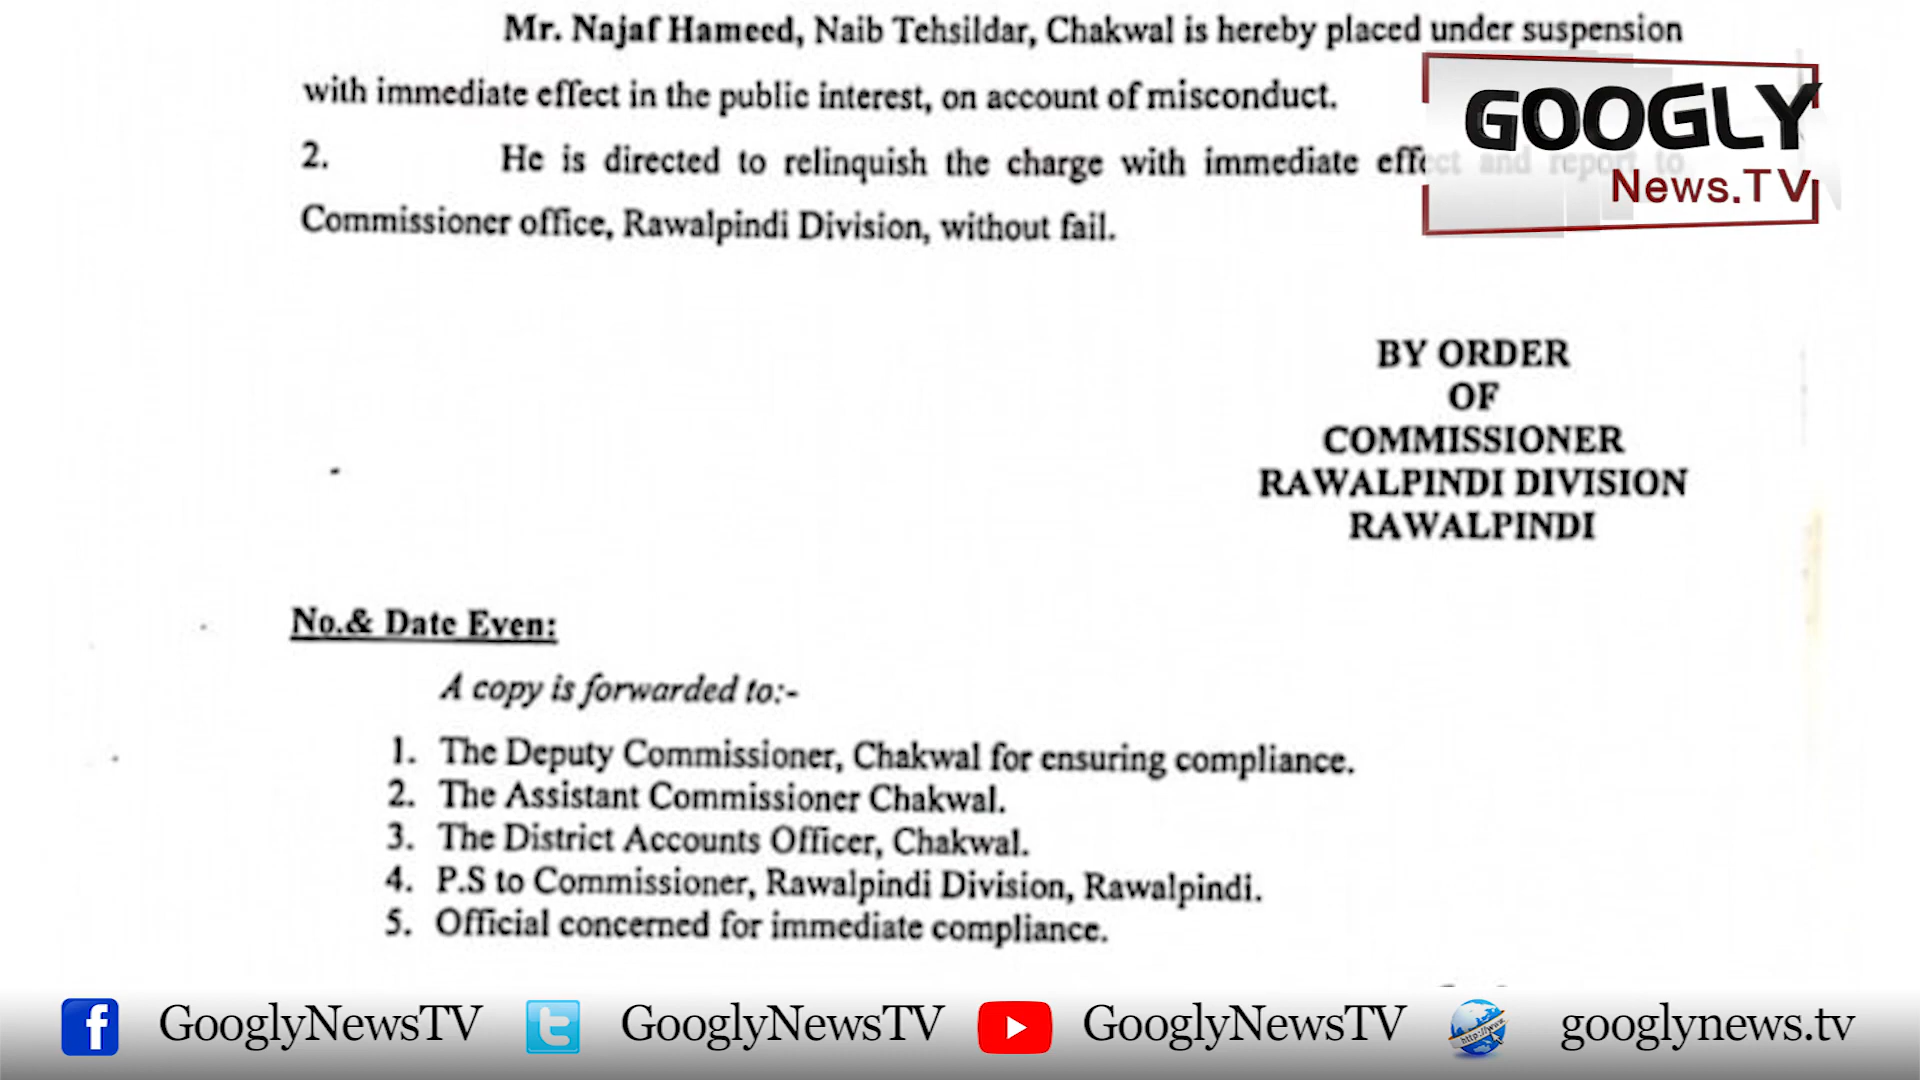 Mr. Najaf Hameed, Naib Tehsildar, Chakwal is hereby placed under suspension
with immediate effect in the public interest, on account of misconduct.
2. He is directed to relinquish the charge with immediate effect and report to
Commissioner office, Rawalpindi Division, without fail.
GOOGLY
News.TV
BY ORDER
OF
COMMISSIONER
RAWALPINDI DIVISION
RAWALPINDI
No.& Date Even:
A copy is forwarded to:-
1. The Deputy Commissioner, Chakwal for ensuring compliance.
2. The Assistant Commissioner Chakwal.
3. The District Accounts Officer, Chakwal.
4. P.S to Commissioner, Rawalpindi Division, Rawalpindi.
5. Official concerned for immediate compliance.
GooglyNewsTV GooglyNewsTV GooglyNewsTV googlynews.tv